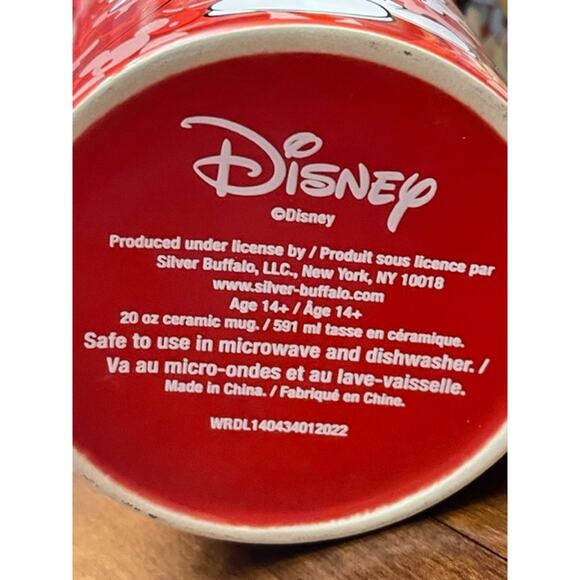 Disney
©Disney
Produced under license by / Produit sous licence par
Silver Buffalo, LLC., New York, NY 10018
www.silver-buffalo.com
Age 14+ / Âge 14+
20 oz ceramic mug. / 591 ml tasse en céramique.
Safe to use in microwave and dishwasher. /
Va au micro-ondes et au lave-vaisselle.
Made in China. / Fabriqué en Chine.
WRDL140434012022